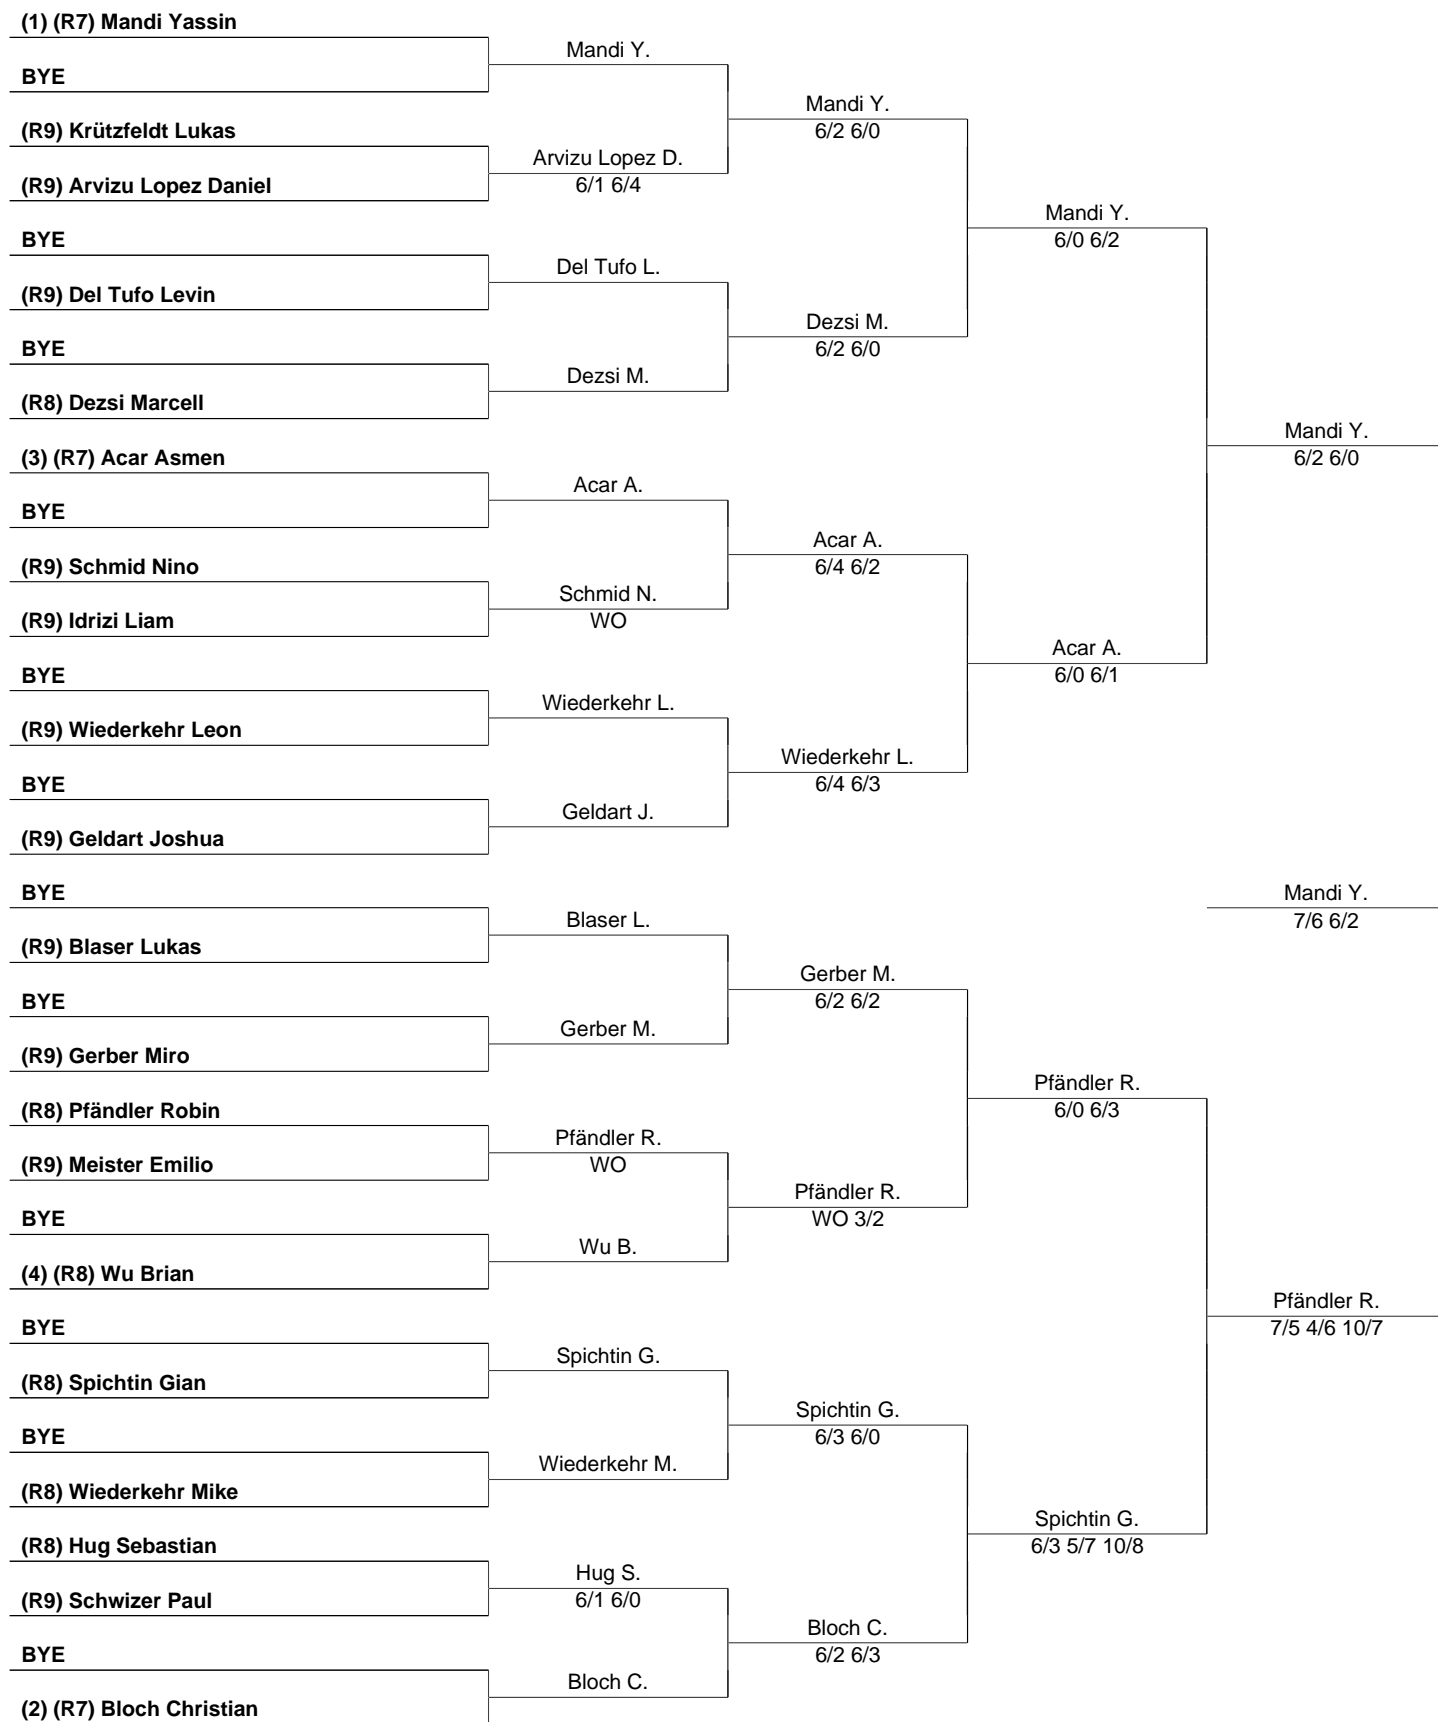 (1) (R7) Mandi Yassin
Mandi Y.
BYE
Mandi Y.
6/2 6/0
(R9) Krützfeldt Lukas
Arvizu Lopez D.
6/1 6/4
(R9) Arvizu Lopez Daniel
Mandi Y.
6/0 6/2
BYE
Del Tufo L.
(R9) Del Tufo Levin
Dezsi M.
6/2 6/0
BYE
Dezsi M.
(R8) Dezsi Marcell
Mandi Y.
6/2 6/0
(3) (R7) Acar Asmen
Acar A.
BYE
Acar A.
6/4 6/2
(R9) Schmid Nino
Schmid N.
WO
(R9) Idrizi Liam
Acar A.
6/0 6/1
BYE
Wiederkehr L.
(R9) Wiederkehr Leon
Wiederkehr L.
6/4 6/3
BYE
Geldart J.
(R9) Geldart Joshua
BYE
Mandi Y.
7/6 6/2
Blaser L.
(R9) Blaser Lukas
Gerber M.
6/2 6/2
BYE
Gerber M.
(R9) Gerber Miro
Pfändler R.
6/0 6/3
(R8) Pfändler Robin
Pfändler R.
WO
(R9) Meister Emilio
Pfändler R.
WO 3/2
BYE
Wu B.
(4) (R8) Wu Brian
Pfändler R.
7/5 4/6 10/7
BYE
Spichtin G.
(R8) Spichtin Gian
Spichtin G.
6/3 6/0
BYE
Wiederkehr M.
(R8) Wiederkehr Mike
Spichtin G.
6/3 5/7 10/8
(R8) Hug Sebastian
Hug S.
6/1 6/0
(R9) Schwizer Paul
Bloch C.
6/2 6/3
BYE
Bloch C.
(2) (R7) Bloch Christian